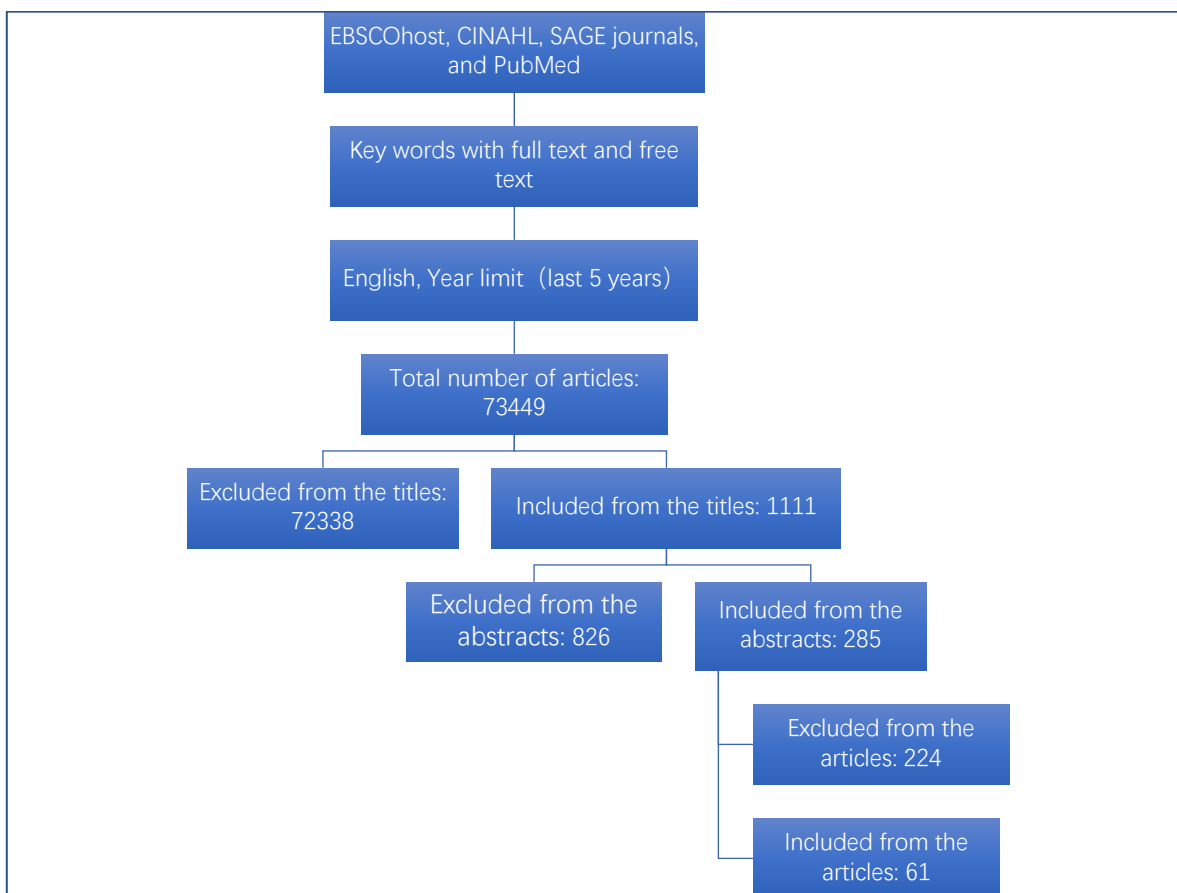 EBSCOhost, CINAHL, SAGE journals,
and PubMed
Key words with full text and free
text
English, Year limit（last 5 years）
Total number of articles:
73449
Excluded from the titles:
72338
Included from the titles: 1111
Excluded from the
abstracts: 826
Included from the
abstracts: 285
Excluded from the
articles: 224
Included from the
articles: 61